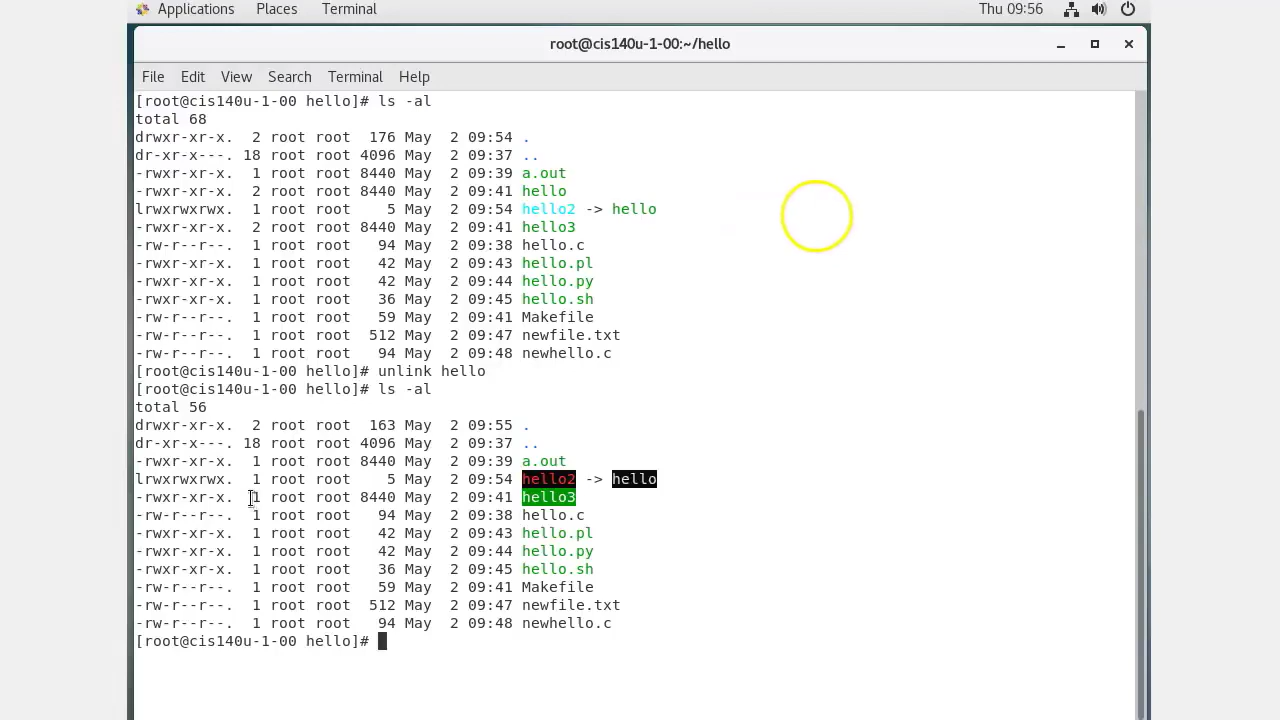 Applications Places Terminal Thu 09:56
root@cis140u-1-00:~/hello
File Edit View Search Terminal Help
[root@cis140u-1-00 hello]# ls -al
total 68
drwxr-xr-x. 2 root root 176 May 2 09:54 .
dr-xr-x---. 18 root root 4096 May 2 09:37 ..
-rwxr-xr-x. 1 root root 8440 May 2 09:39 a.out
-rwxr-xr-x. 2 root root 8440 May 2 09:41 hello
lrwxrwxrwx. 1 root root 5 May 2 09:54 hello2 -> hello
-rwxr-xr-x. 2 root root 8440 May 2 09:41 hello3
-rw-r--r--. 1 root root 94 May 2 09:38 hello.c
-rwxr-xr-x. 1 root root 42 May 2 09:43 hello.pl
-rwxr-xr-x. 1 root root 42 May 2 09:44 hello.py
-rwxr-xr-x. 1 root root 36 May 2 09:45 hello.sh
-rw-r--r--. 1 root root 59 May 2 09:41 Makefile
-rw-r--r--. 1 root root 512 May 2 09:47 newfile.txt
-rw-r--r--. 1 root root 94 May 2 09:48 newhello.c
[root@cis140u-1-00 hello]# unlink hello
[root@cis140u-1-00 hello]# ls -al
total 56
drwxr-xr-x. 2 root root 163 May 2 09:55 .
dr-xr-x---. 18 root root 4096 May 2 09:37 ..
-rwxr-xr-x. 1 root root 8440 May 2 09:39 a.out
lrwxrwxrwx. 1 root root 5 May 2 09:54 hello2 -> hello
-rwxr-xr-x. 1 root root 8440 May 2 09:41 hello3
-rw-r--r--. 1 root root 94 May 2 09:38 hello.c
-rwxr-xr-x. 1 root root 42 May 2 09:43 hello.pl
-rwxr-xr-x. 1 root root 42 May 2 09:44 hello.py
-rwxr-xr-x. 1 root root 36 May 2 09:45 hello.sh
-rw-r--r--. 1 root root 59 May 2 09:41 Makefile
-rw-r--r--. 1 root root 512 May 2 09:47 newfile.txt
-rw-r--r--. 1 root root 94 May 2 09:48 newhello.c
[root@cis140u-1-00 hello]#